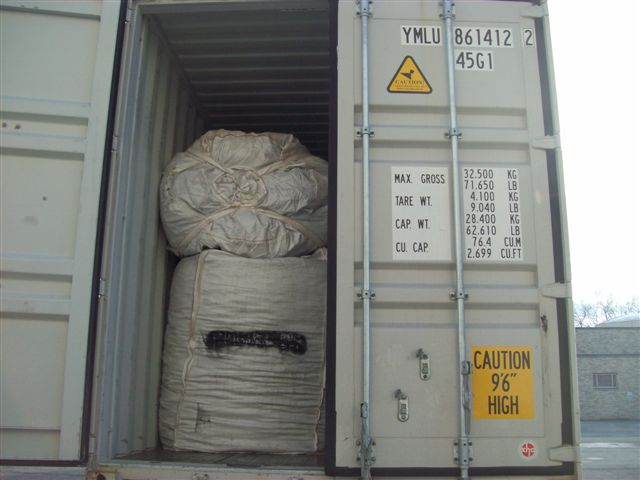 YMLU 861412 2
45G1
CAUTION
MAX. GROSS 32.500 KG
71.650 LB
TARE WT. 4.100 KG
9.040 LB
CAP. WT. 28.400 KG
62.610 LB
CU. CAP. 76.4 CU.M
2.699 CU.FT
CAUTION
9'6"
HIGH